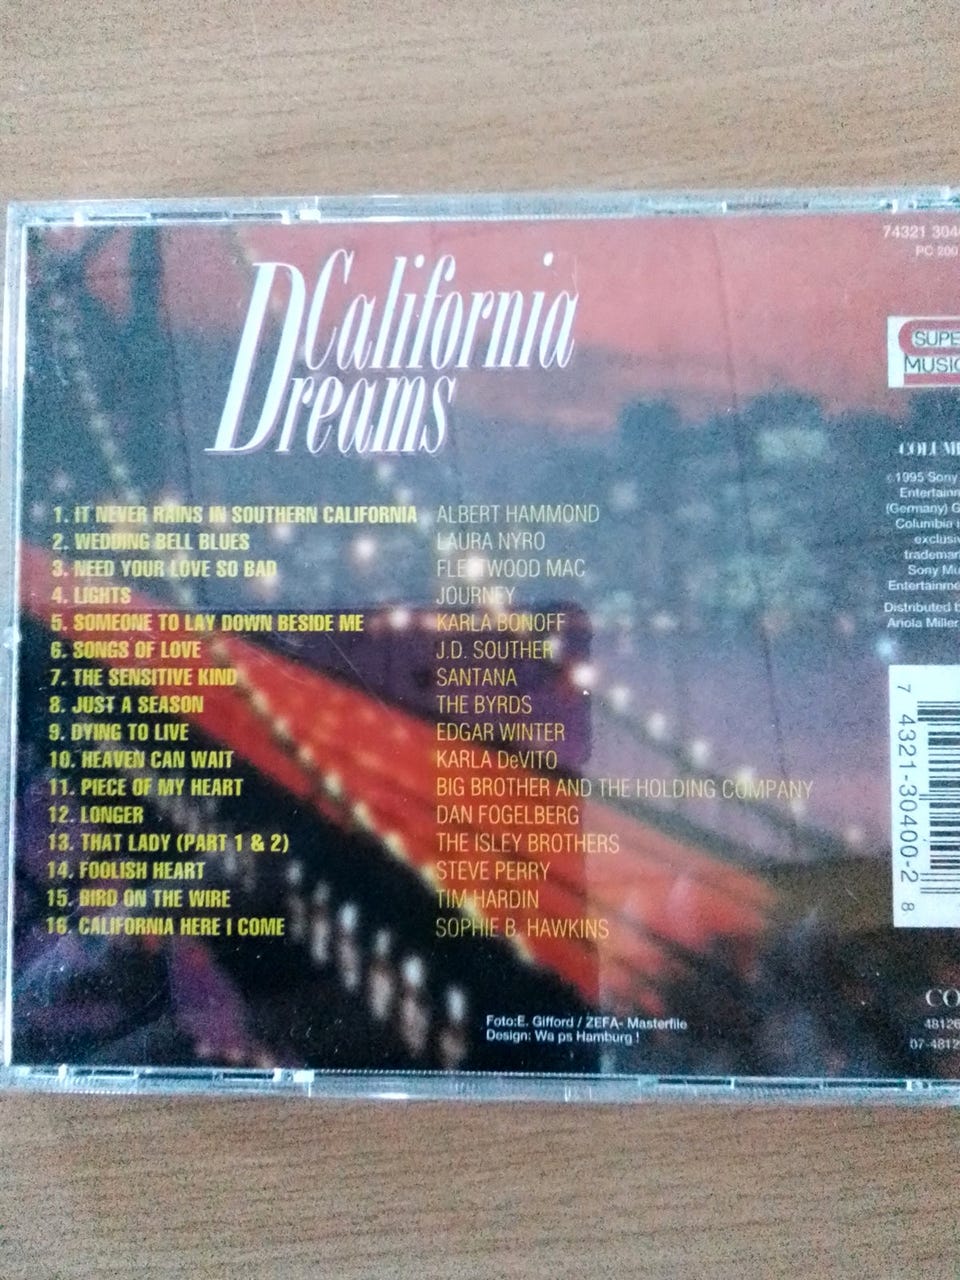 California
Dreams
1. IT NEVER RAINS IN SOUTHERN CALIFORNIA ALBERT HAMMOND
2. WEDDING BELL BLUES LAURA NYRO
3. NEED YOUR LOVE SO BAD FLEETWOOD MAC
4. LIGHTS JOURNEY
5. SOMEONE TO LAY DOWN BESIDE ME KARLA BONOFF
6. SONGS OF LOVE J.D. SOUTHER
7. THE SENSITIVE KIND SANTANA
8. JUST A SEASON THE BYRDS
9. DYING TO LIVE EDGAR WINTER
10. HEAVEN CAN WAIT KARLA DeVITO
11. PIECE OF MY HEART BIG BROTHER AND THE HOLDING COMPANY
12. LONGER DAN FOGELBERG
13. THAT LADY (PART 1 & 2) THE ISLEY BROTHERS
14. FOOLISH HEART STEVE PERRY
15. BIRD ON THE WIRE TIM HARDIN
16. CALIFORNIA HERE I COME SOPHIE B. HAWKINS
Foto:E. Gifford / ZEFA- Masterfile
Design: Wa ps Hamburg !
74321
PC 200
SUPE
MUSIC
©1995 Sony
(Germany) G
Columbia
exclusiv
trademar
Sony Mu
Entertainme
Distributed b
Ariola Miller
7 4321-30400-2 8
CO
4812
07-4812